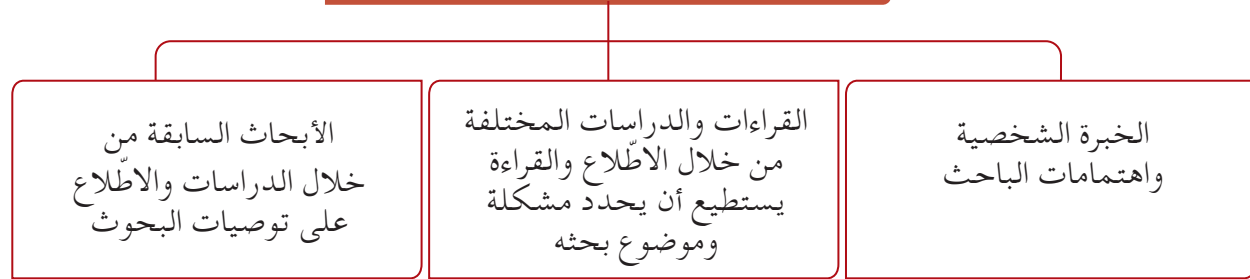 الخبرة الشخصية
واهتمامات الباحث
القراءات والدراسات المختلفة
من خلال الاطّلاع والقراءة
يستطيع أن يحدد مشكلة
وموضوع بحثه
الأبحاث السابقة من
خلال الدراسات والاطّلاع
على توصيات البحوث